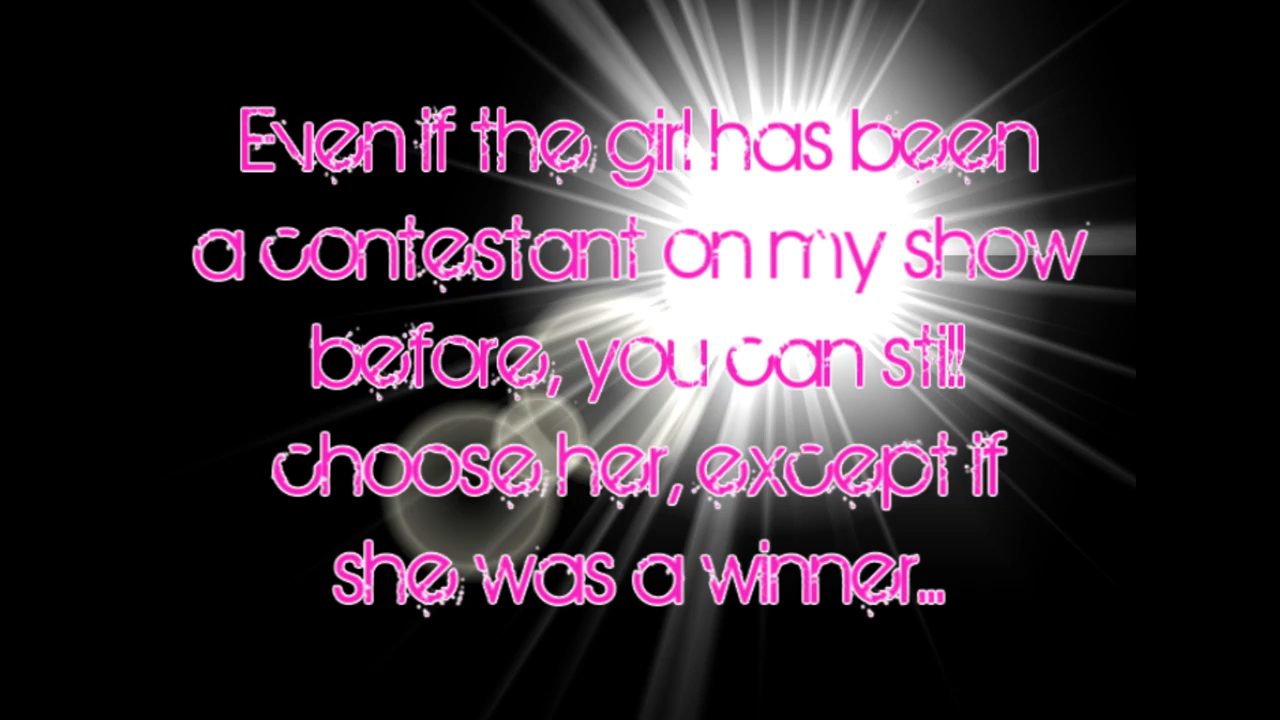 Even if the girl has been
a contestant on my show
before, you can still
choose her, except if
she was a winner...